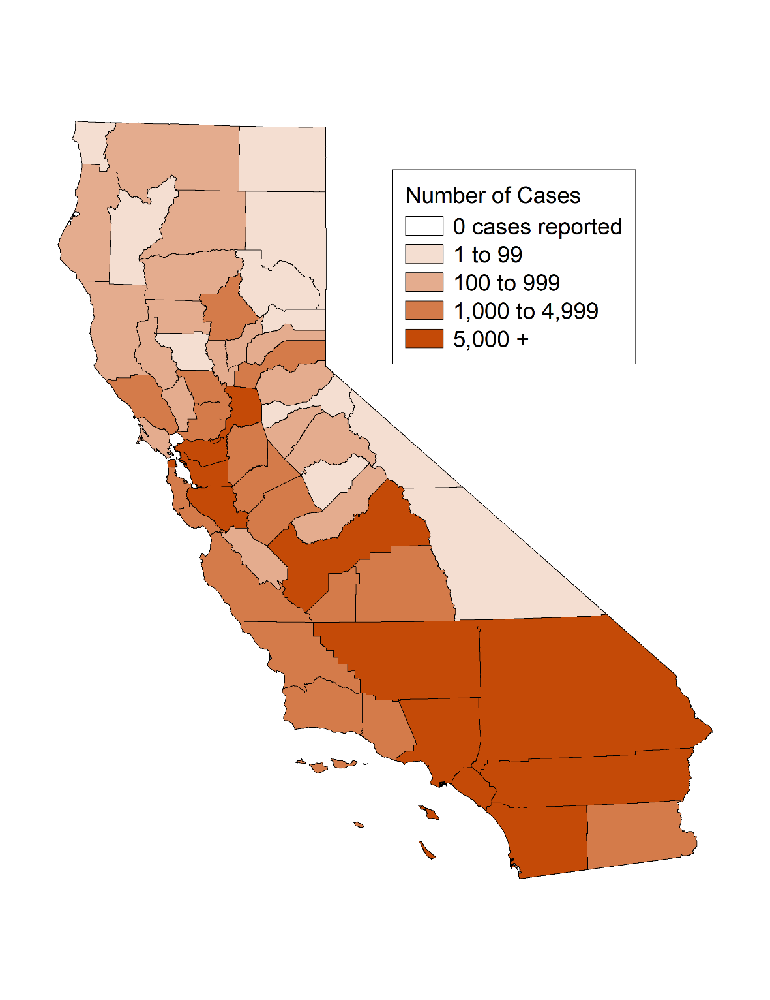 Number of Cases
0 cases reported
1 to 99
100 to 999
1,000 to 4,999
5,000 +